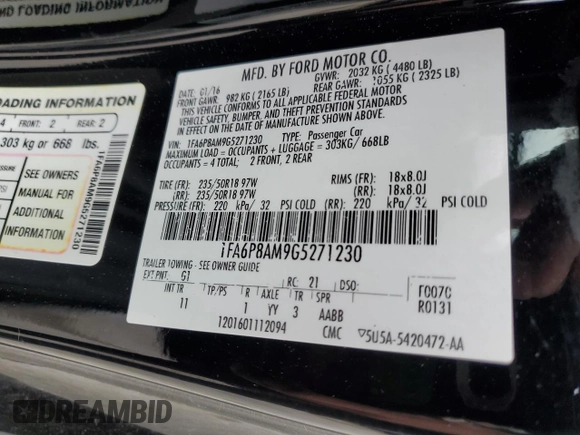 AND LOADING INFORMATION
OADING INFORMATION
4 FRONT: 2 REAR: 2
303 kg or 668 lbs.
SEE OWNERS
MANUAL FOR
ADDITIONAL
INFORMATION
1FA6P8AM9G5271230
MFD. BY FORD MOTOR CO.
DATE: 01/16 GVWR: 2032 KG ( 4480 LB)
FRONT GAWR: 982 KG ( 2165 LB) REAR GAWR: 1055 KG ( 2325 LB)
THIS VEHICLE CONFORMS TO ALL APPLICABLE FEDERAL MOTOR
VEHICLE SAFETY, BUMPER, AND THEFT PREVENTION STANDARDS
IN EFFECT ON THE DATE OF MANUFACTURE SHOWN ABOVE.
VIN: 1FA6P8AM9G5271230 TYPE: Passenger Car
MAXIMUM LOAD = OCCUPANTS + LUGGAGE = 303KG/ 668LB
OCCUPANTS = 4 TOTAL: 2 FRONT, 2 REAR
TIRE (FR): 235/50R18 97W RIMS (FR): 18x8.0J
(RR): 235/50R18 97W (RR): 18x8.0J
PRESSURE (FR): 220 kPa/ 32 PSI COLD (RR): 220 kPa/ 32 PSI COLD
1FA6P8AM9G5271230
TRAILER TOWING - SEE OWNER GUIDE
EXT PNT: G1 RC: 21 DSO: F0070
INT TR TP/PS R AXLE TR SPR R0131
11 1 YY 3 AABB
1201601112094 CMC ▽5U5A-5420472-AA
DREAMBID